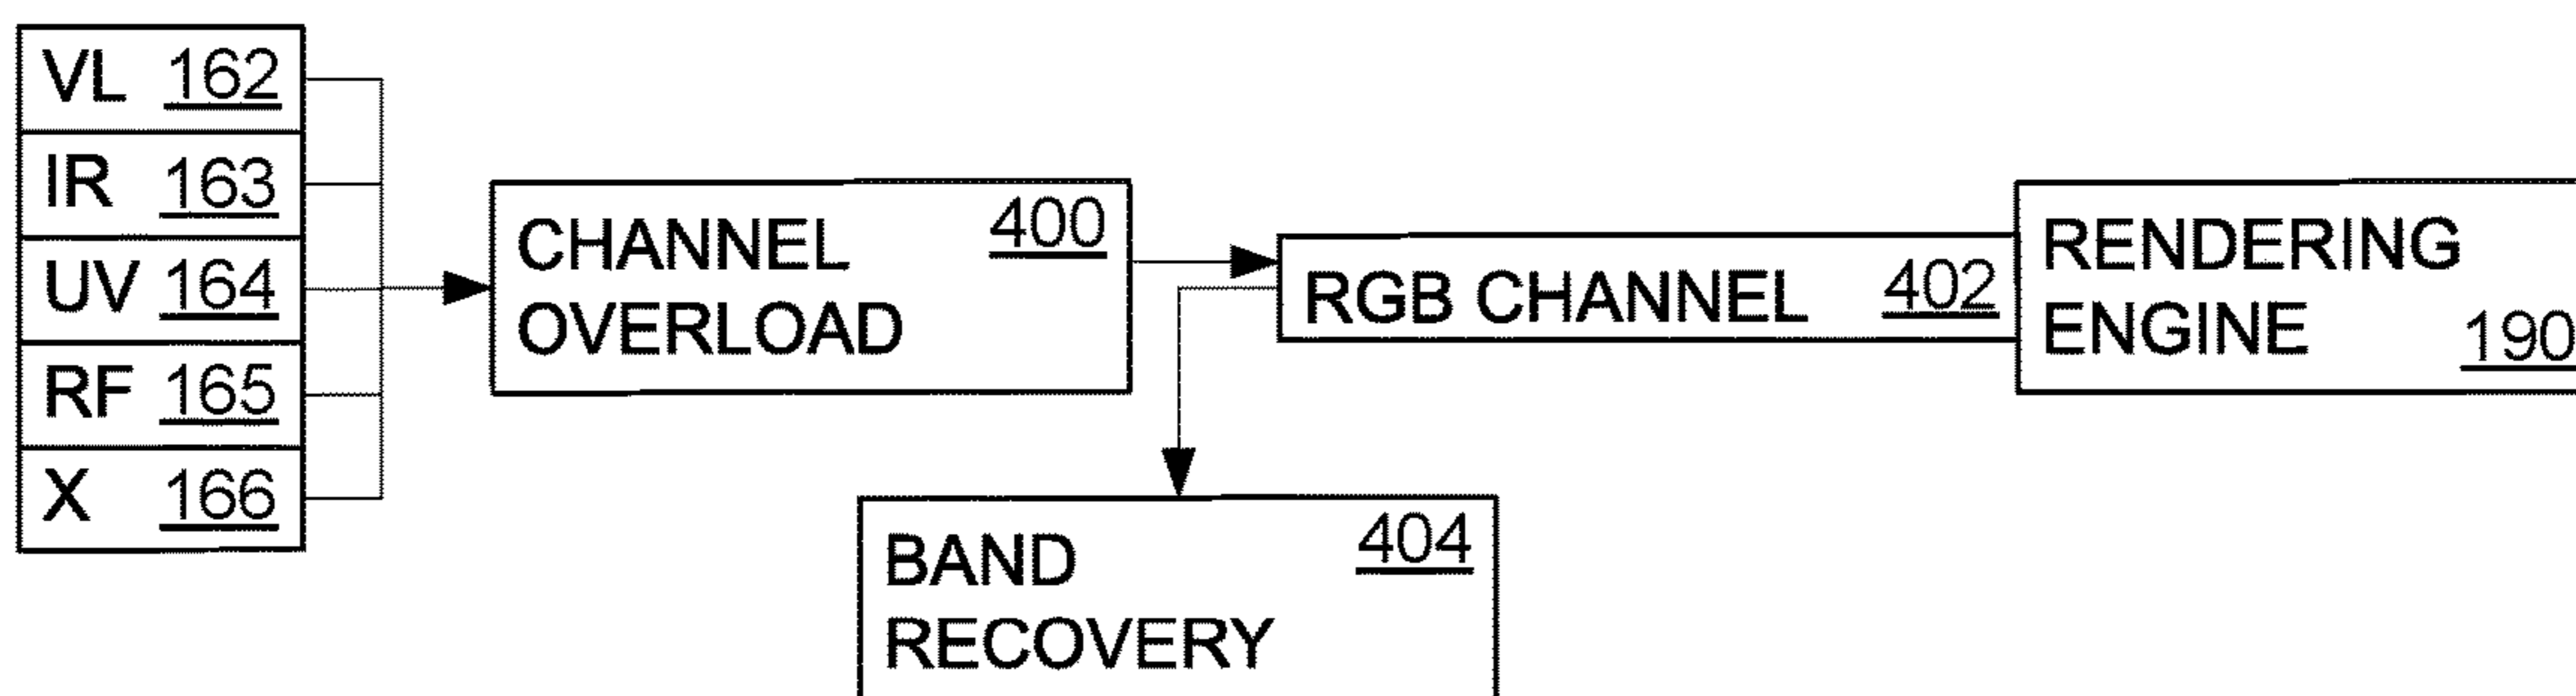 VL 162
IR 163
UV 164
RF 165
X 166
CHANNEL 400
OVERLOAD
RGB CHANNEL 402
RENDERING
ENGINE 190
BAND 404
RECOVERY